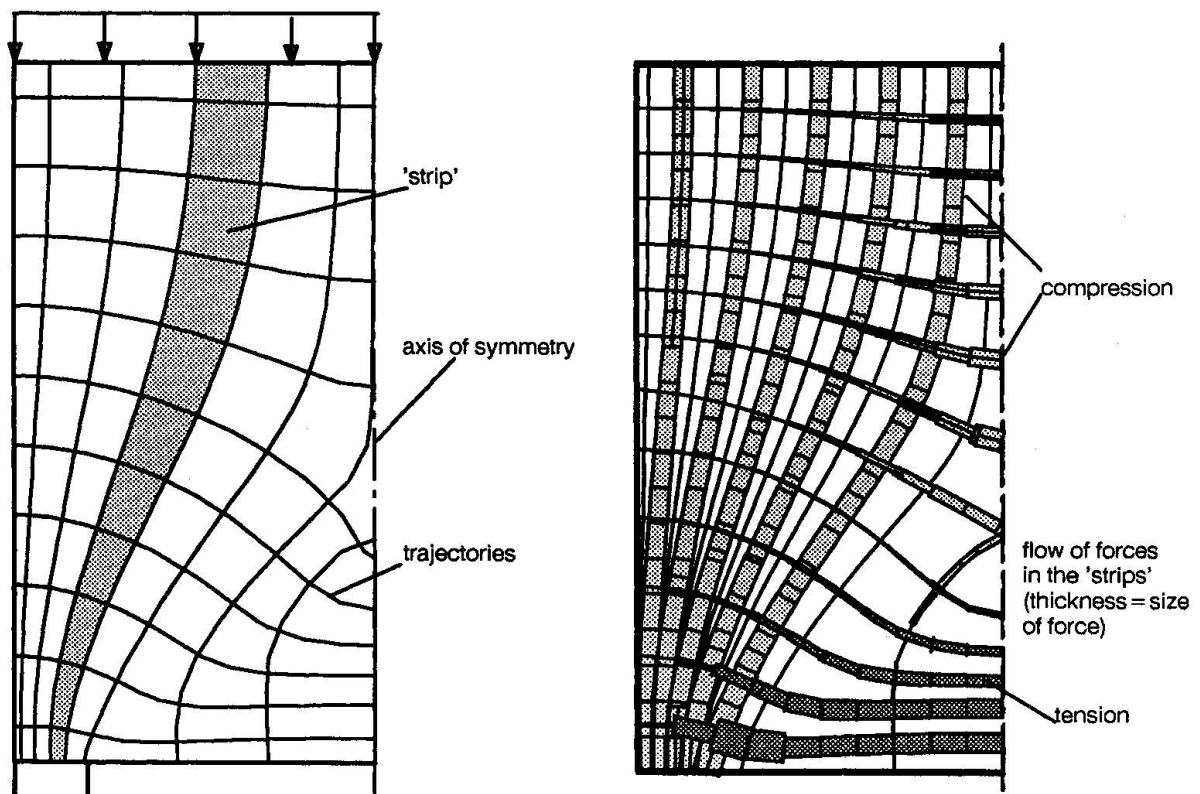 'strip'
axis of symmetry
trajectories
compression
flow of forces
in the 'strips'
(thickness = size
of force)
tension